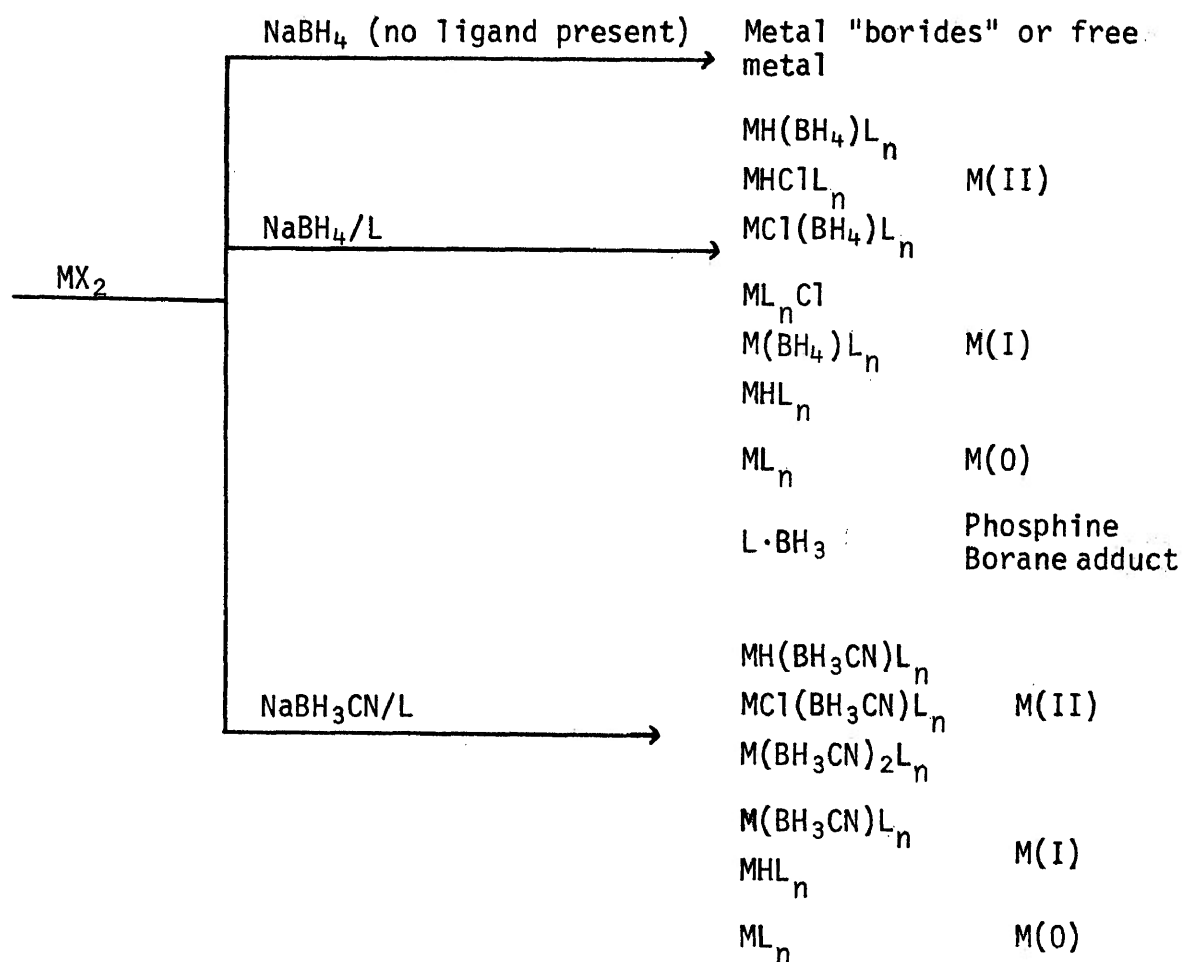 NaBH₄ (no ligand present) Metal "borides" or free
metal
MH(BH₄)Lₙ
MHClLₙ M(II)
NaBH₄/L MCl(BH₄)Lₙ
MX₂
MLₙCl
M(BH₄)Lₙ M(I)
MHLₙ
MLₙ M(O)
L·BH₃ Phosphine
Borane adduct
MH(BH₃CN)Lₙ
NaBH₃CN/L MCl(BH₃CN)Lₙ M(II)
M(BH₃CN)₂Lₙ
M(BH₃CN)Lₙ
M(I)
MHLₙ
MLₙ M(O)